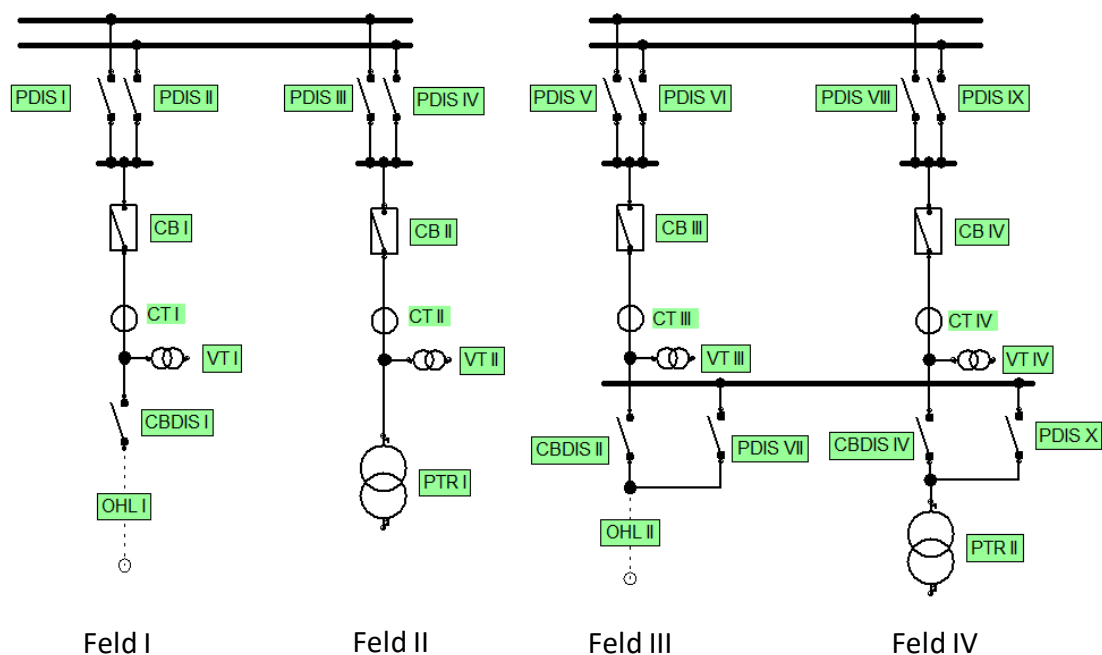 PDIS I
PDIS II
PDIS III
PDIS IV
PDIS V
PDIS VI
PDIS VIII
PDIS IX
CB I
CB II
CB III
CB IV
CT I
CT II
CT III
CT IV
VT I
VT II
VT III
VT IV
CBDIS I
CBDIS II
PDIS VII
CBDIS IV
PDIS X
OHL I
PTR I
OHL II
PTR II
Feld I
Feld II
Feld III
Feld IV